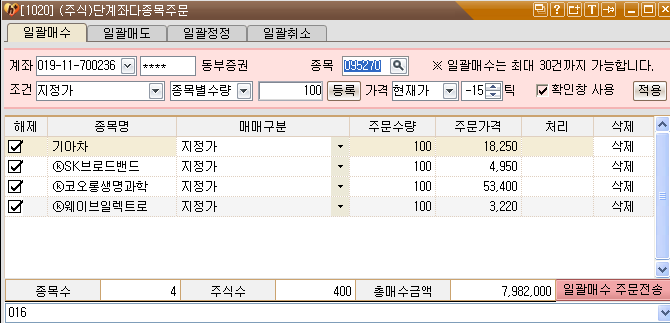 [1020] (주식)단계좌다종목주문
일괄매수 일괄매도 일괄정정 일괄취소
계좌 019-11-700236 **** 동부증권 종목 095270 ※ 일괄매수는 최대 30건까지 가능합니다.
조건 지정가 종목별수량 100 등록 가격 현재가 -15 틱 확인창 사용 적용
해제 종목명 매매구분 주문수량 주문가격 처리 삭제
기아차 지정가 100 18,250 삭제
ⓚSK브로드밴드 지정가 100 4,950 삭제
ⓚ코오롱생명과학 지정가 100 53,400 삭제
ⓚ웨이브일렉트로 지정가 100 3,220 삭제
종목수 4 주식수 400 총매수금액 7,982,000 일괄매수 주문전송
016